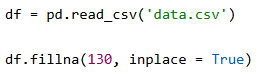 df = pd.read_csv('data.csv')
df.fillna(130, inplace = True)